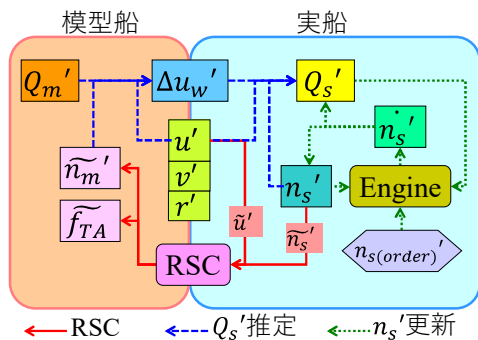 模型船
実船
Q_m′
Δu_w′
Q_s′
ñ_m′
f̃_TA
u′
v′
r′
ṅ_s′
n_s′
Engine
ũ′
ñ_s′
RSC
n_s(order)′
RSC
Q_s′推定
n_s′更新